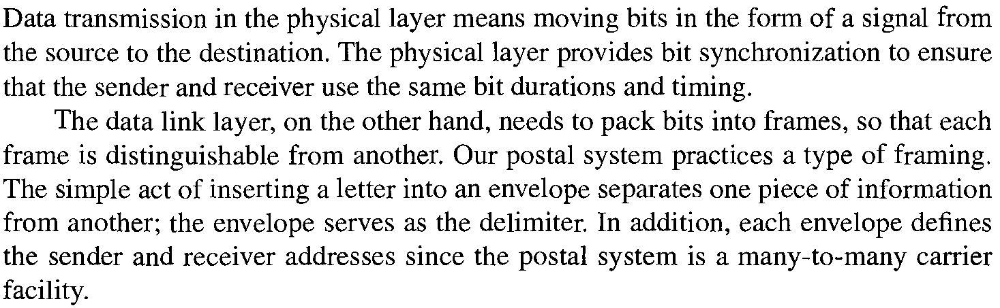 Data transmission in the physical layer means moving bits in the form of a signal from
the source to the destination. The physical layer provides bit synchronization to ensure
that the sender and receiver use the same bit durations and timing.
The data link layer, on the other hand, needs to pack bits into frames, so that each
frame is distinguishable from another. Our postal system practices a type of framing.
The simple act of inserting a letter into an envelope separates one piece of information
from another; the envelope serves as the delimiter. In addition, each envelope defines
the sender and receiver addresses since the postal system is a many-to-many carrier
facility.